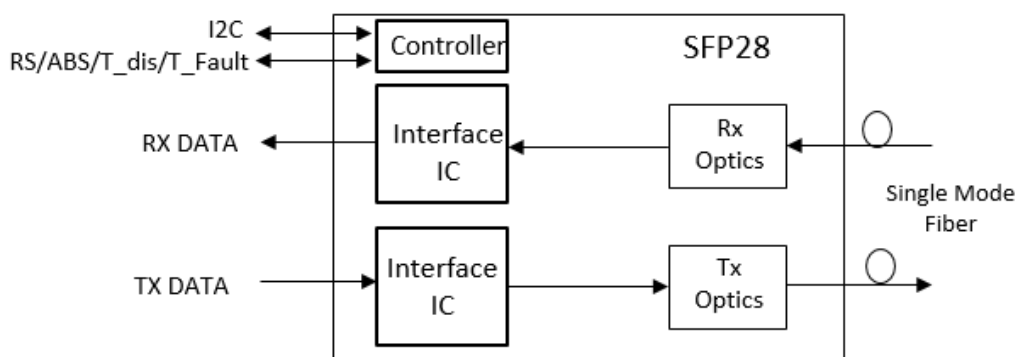 I2C
Controller
SFP28
RS/ABS/T_dis/T_Fault
RX DATA
Interface
IC
Rx
Optics
Single Mode
Fiber
TX DATA
Interface
IC
Tx
Optics